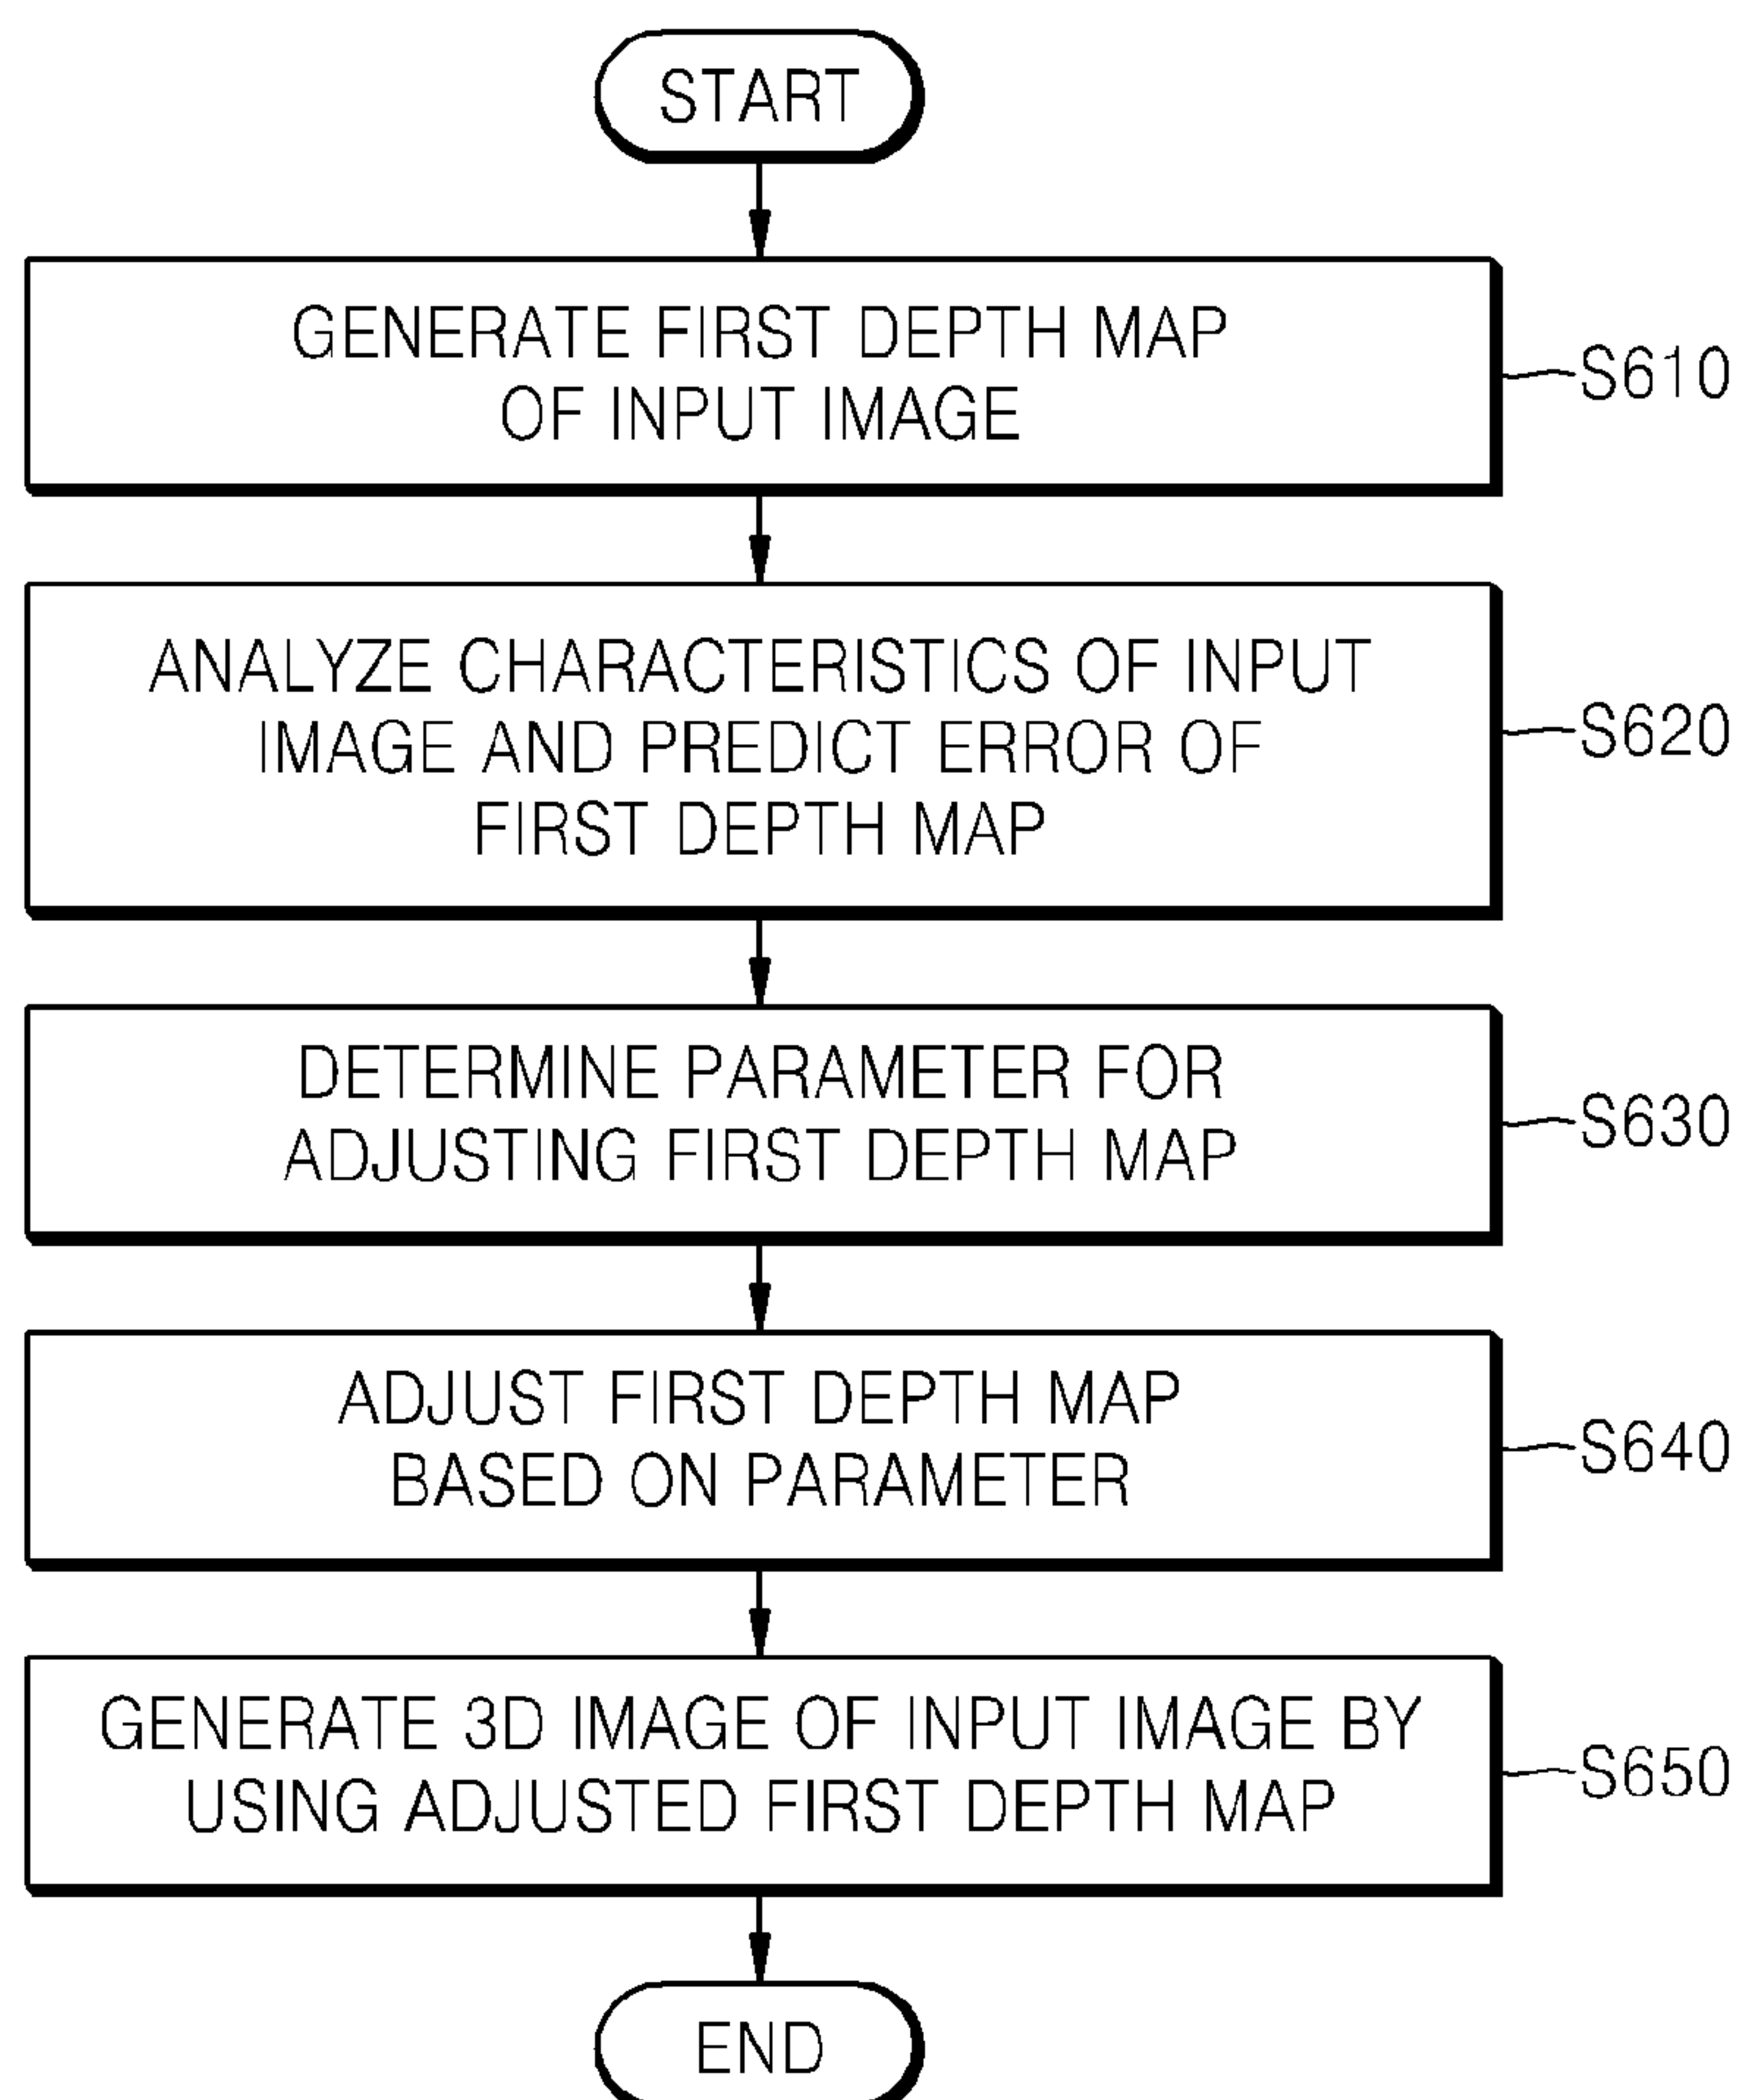 START
GENERATE FIRST DEPTH MAP
OF INPUT IMAGE
S610
ANALYZE CHARACTERISTICS OF INPUT
IMAGE AND PREDICT ERROR OF
FIRST DEPTH MAP
S620
DETERMINE PARAMETER FOR
ADJUSTING FIRST DEPTH MAP
S630
ADJUST FIRST DEPTH MAP
BASED ON PARAMETER
S640
GENERATE 3D IMAGE OF INPUT IMAGE BY
USING ADJUSTED FIRST DEPTH MAP
S650
END